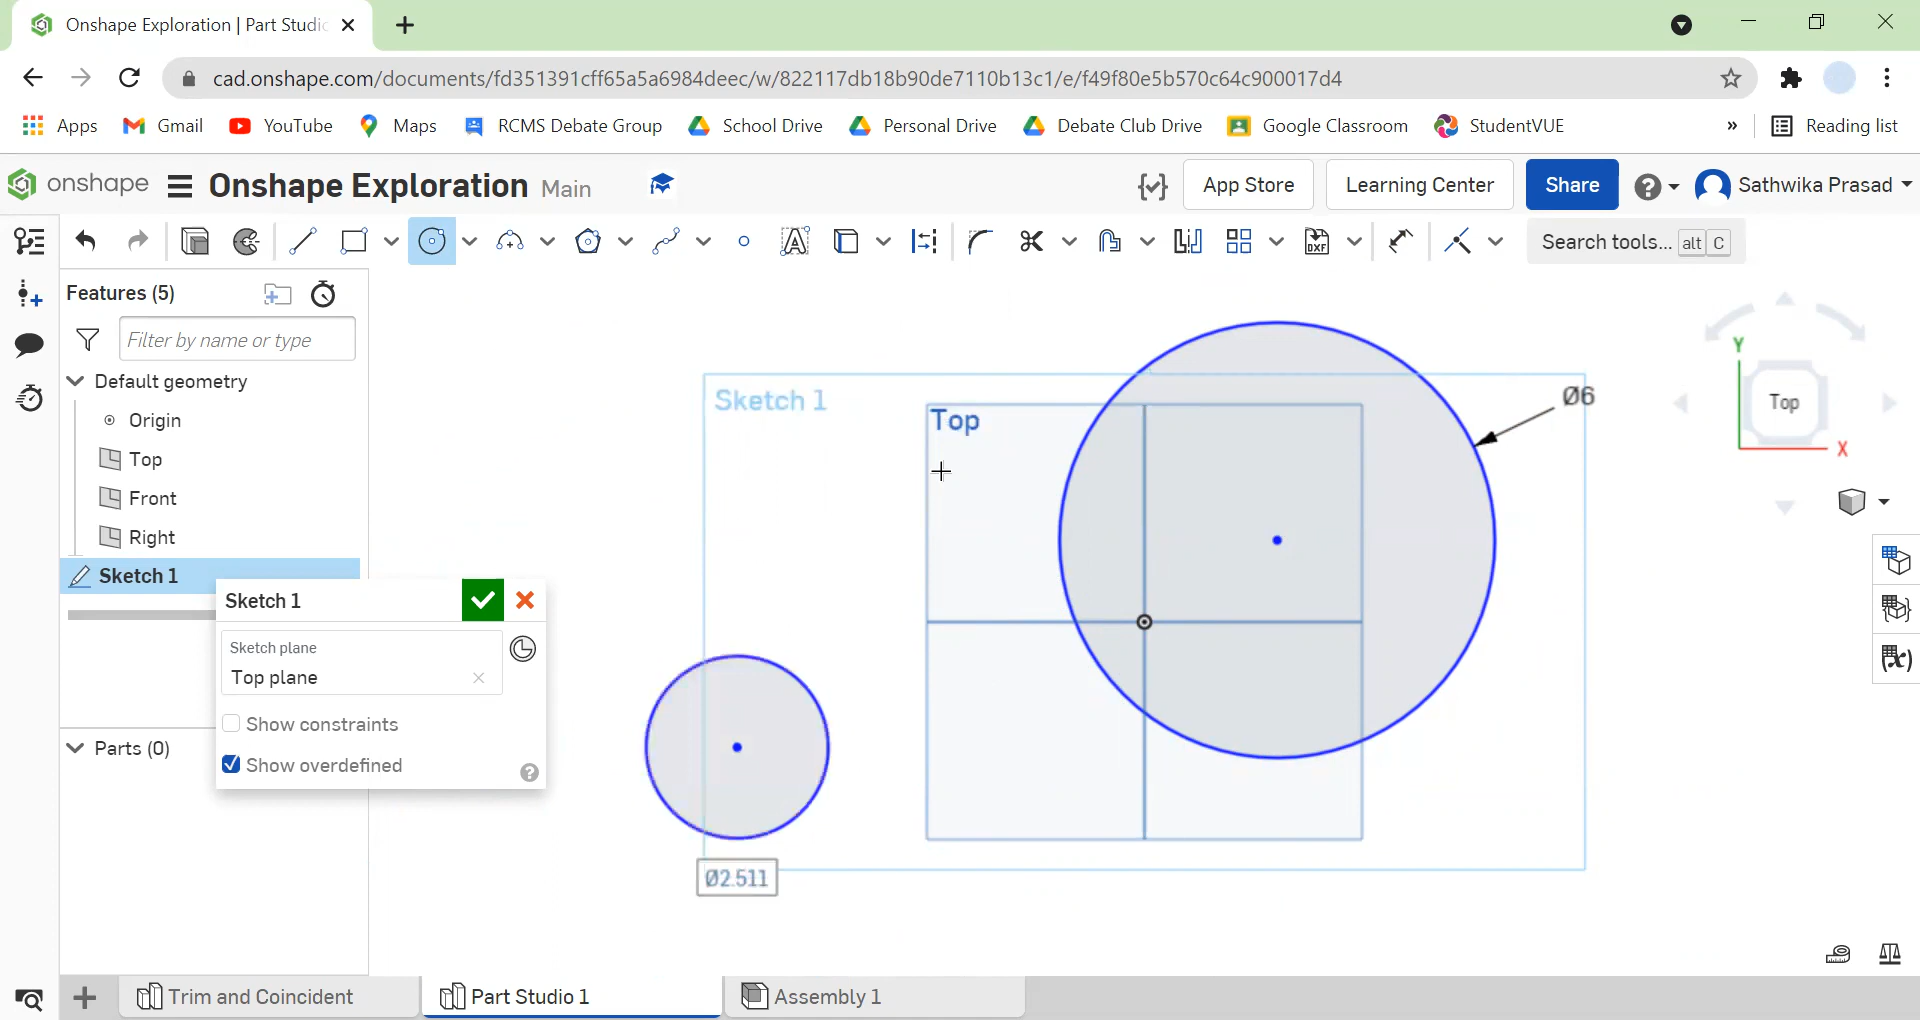 Onshape Exploration | Part Studio
cad.onshape.com/documents/fd351391cff65a5a6984deec/w/822117db18b90de7110b13c1/e/f49f80e5b570c64c900017d4
Apps Gmail YouTube Maps RCMS Debate Group School Drive Personal Drive Debate Club Drive Google Classroom StudentVUE » Reading list
onshape Onshape Exploration Main App Store Learning Center Share Sathwika Prasad
DXF Search tools... alt C
Features (5)
Filter by name or type
Default geometry
Origin
Top
Front
Right
Sketch 1
Sketch 1
Sketch plane
Top plane
Show constraints
Show overdefined
Parts (0)
Sketch 1
Top
Ø6
Ø2.511
Y
Top
X
(x)
Trim and Coincident Part Studio 1 Assembly 1